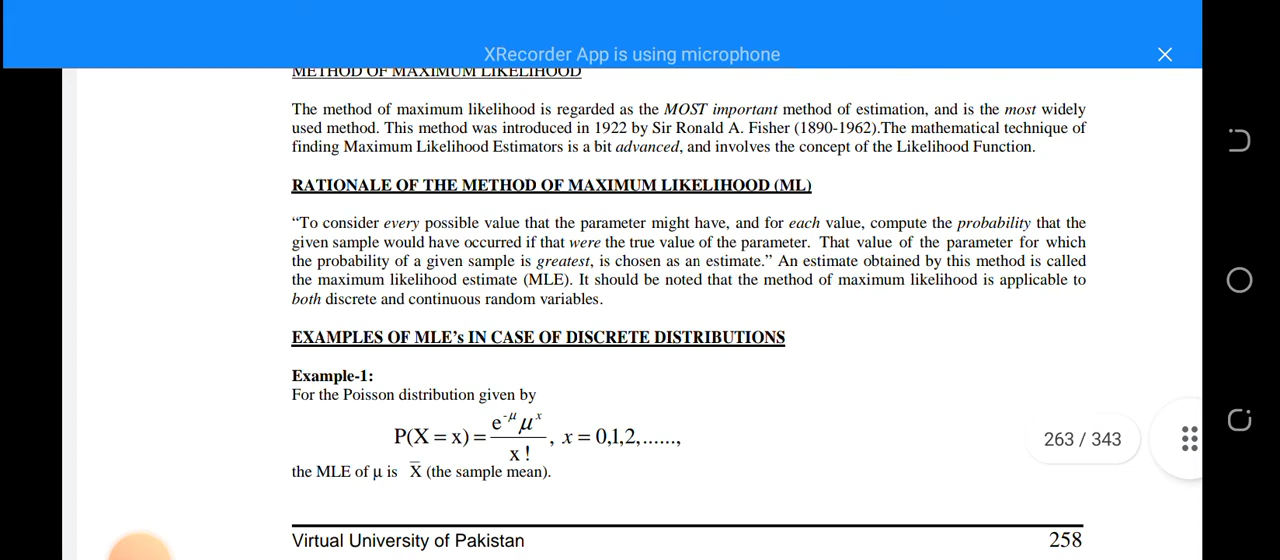 XRecorder App is using microphone
METHOD OF MAXIMUM LIKELIHOOD
The method of maximum likelihood is regarded as the MOST important method of estimation, and is the most widely
used method. This method was introduced in 1922 by Sir Ronald A. Fisher (1890-1962).The mathematical technique of
finding Maximum Likelihood Estimators is a bit advanced, and involves the concept of the Likelihood Function.
RATIONALE OF THE METHOD OF MAXIMUM LIKELIHOOD (ML)
“To consider every possible value that the parameter might have, and for each value, compute the probability that the
given sample would have occurred if that were the true value of the parameter. That value of the parameter for which
the probability of a given sample is greatest, is chosen as an estimate.” An estimate obtained by this method is called
the maximum likelihood estimate (MLE). It should be noted that the method of maximum likelihood is applicable to
both discrete and continuous random variables.
EXAMPLES OF MLE’s IN CASE OF DISCRETE DISTRIBUTIONS
Example-1:
For the Poisson distribution given by
P(X = x) = e^-μ μ^x / x! , x = 0,1,2,......,
263 / 343
the MLE of μ is X̄ (the sample mean).
Virtual University of Pakistan 258